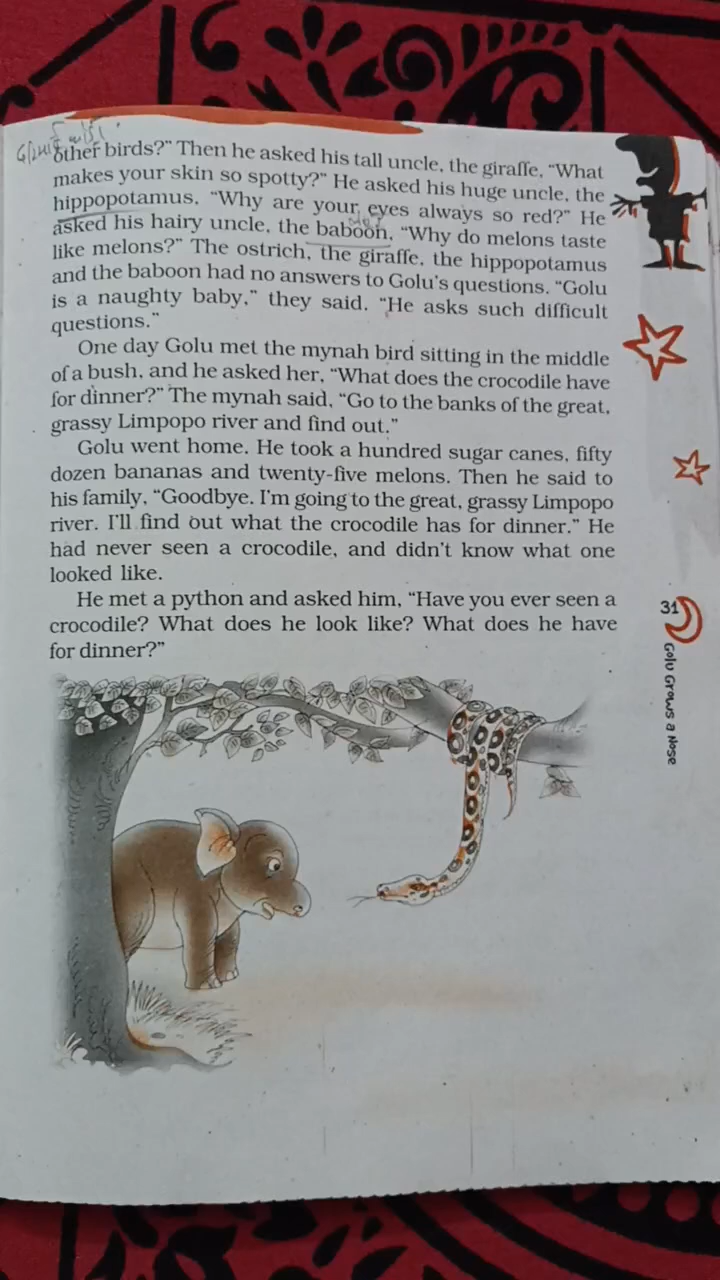 other birds?" Then he asked his tall uncle, the giraffe, "What
makes your skin so spotty?" He asked his huge uncle, the
hippopotamus, "Why are your eyes always so red?" He
asked his hairy uncle, the baboon, "Why do melons taste
like melons?" The ostrich, the giraffe, the hippopotamus
and the baboon had no answers to Golu's questions. "Golu
is a naughty baby," they said. "He asks such difficult
questions."
One day Golu met the mynah bird sitting in the middle
of a bush, and he asked her, "What does the crocodile have
for dinner?" The mynah said, "Go to the banks of the great,
grassy Limpopo river and find out."
Golu went home. He took a hundred sugar canes, fifty
dozen bananas and twenty-five melons. Then he said to
his family, "Goodbye. I'm going to the great, grassy Limpopo
river. I'll find out what the crocodile has for dinner." He
had never seen a crocodile, and didn't know what one
looked like.
He met a python and asked him, "Have you ever seen a
crocodile? What does he look like? What does he have
for dinner?"
31
Golu Grows a Nose